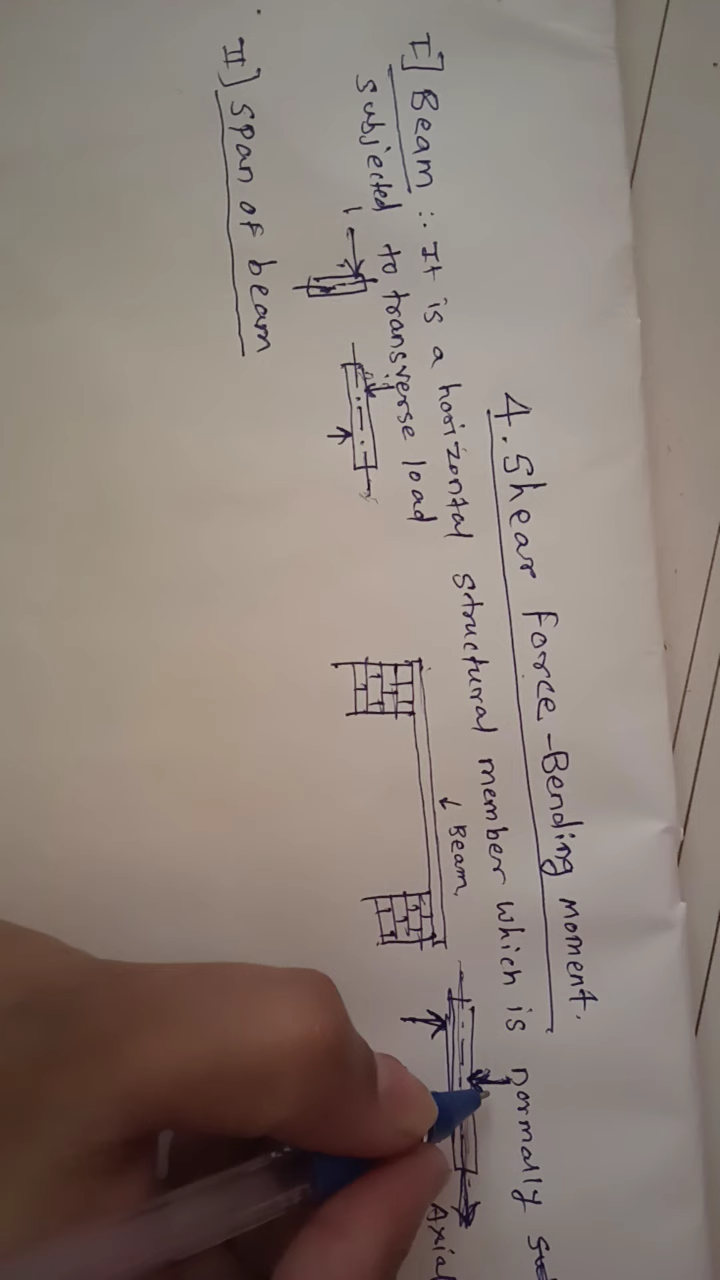 4. Shear force - Bending moment.
I] Beam :- It is a horizontal structural member which is normally
subjected to transverse load
Beam
Axial
II] Span of beam